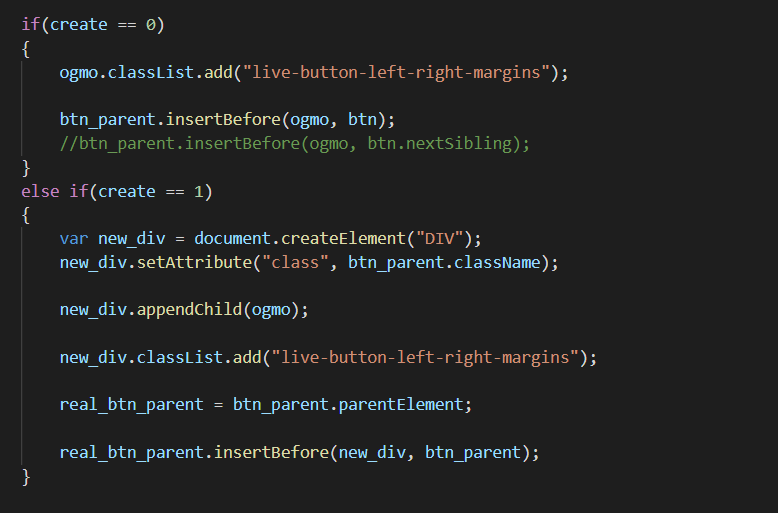 if(create == 0)
{
ogmo.classList.add("live-button-left-right-margins");
btn_parent.insertBefore(ogmo, btn);
//btn_parent.insertBefore(ogmo, btn.nextSibling);
}
else if(create == 1)
{
var new_div = document.createElement("DIV");
new_div.setAttribute("class", btn_parent.className);
new_div.appendChild(ogmo);
new_div.classList.add("live-button-left-right-margins");
real_btn_parent = btn_parent.parentElement;
real_btn_parent.insertBefore(new_div, btn_parent);
}